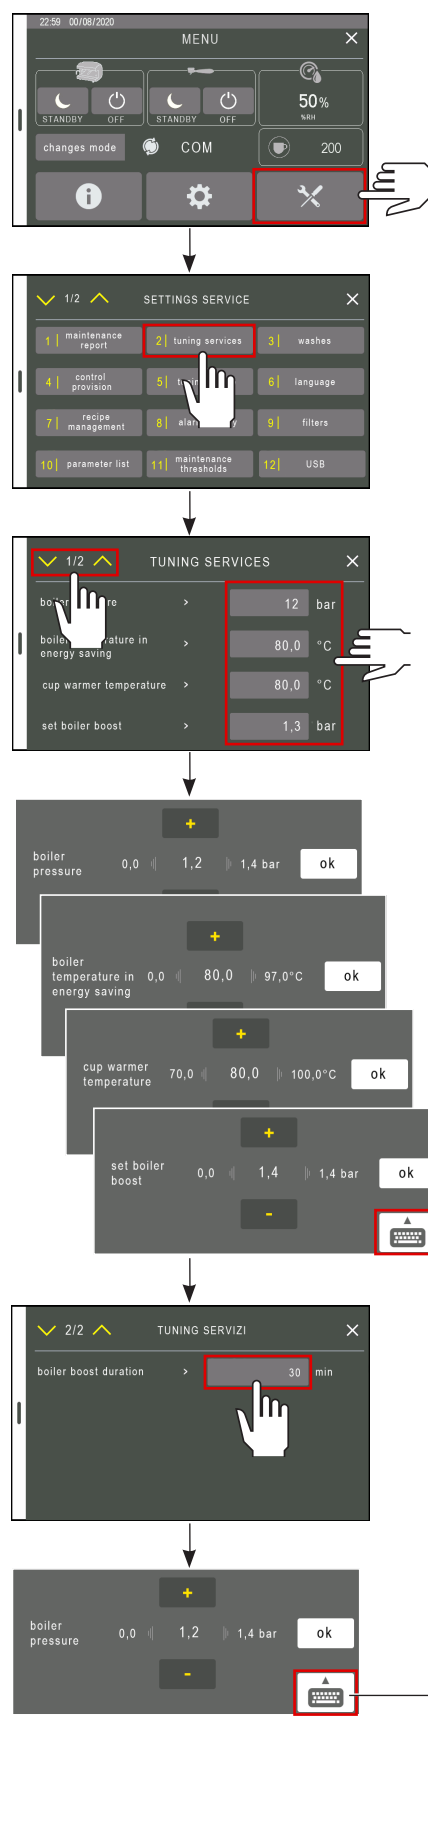 22:59 00/08/2020
MENU
STANDBY OFF STANDBY OFF
50%
%RH
changes mode
COM
200
1/2 SETTINGS SERVICE
1 maintenance report
2 tuning services
3 washes
4 control provision
5
6 language
7 recipe management
8
9 filters
10 parameter list
11 maintenance thresholds
12 USB
1/2 TUNING SERVICES
> 12 bar
energy saving > 80,0 °C
cup warmer temperature > 80,0 °C
set boiler boost > 1,3 bar
+
boiler
pressure 0,0 1,2 1,4 bar ok
+
boiler
temperature in 0,0 80,0 97,0°C ok
energy saving
+
cup warmer
temperature 70,0 80,0 100,0°C ok
+
set boiler
boost 0,0 1,4 1,4 bar ok
-
2/2 TUNING SERVIZI
boiler boost duration > 30 min
+
boiler
pressure 0,0 1,2 1,4 bar ok
-